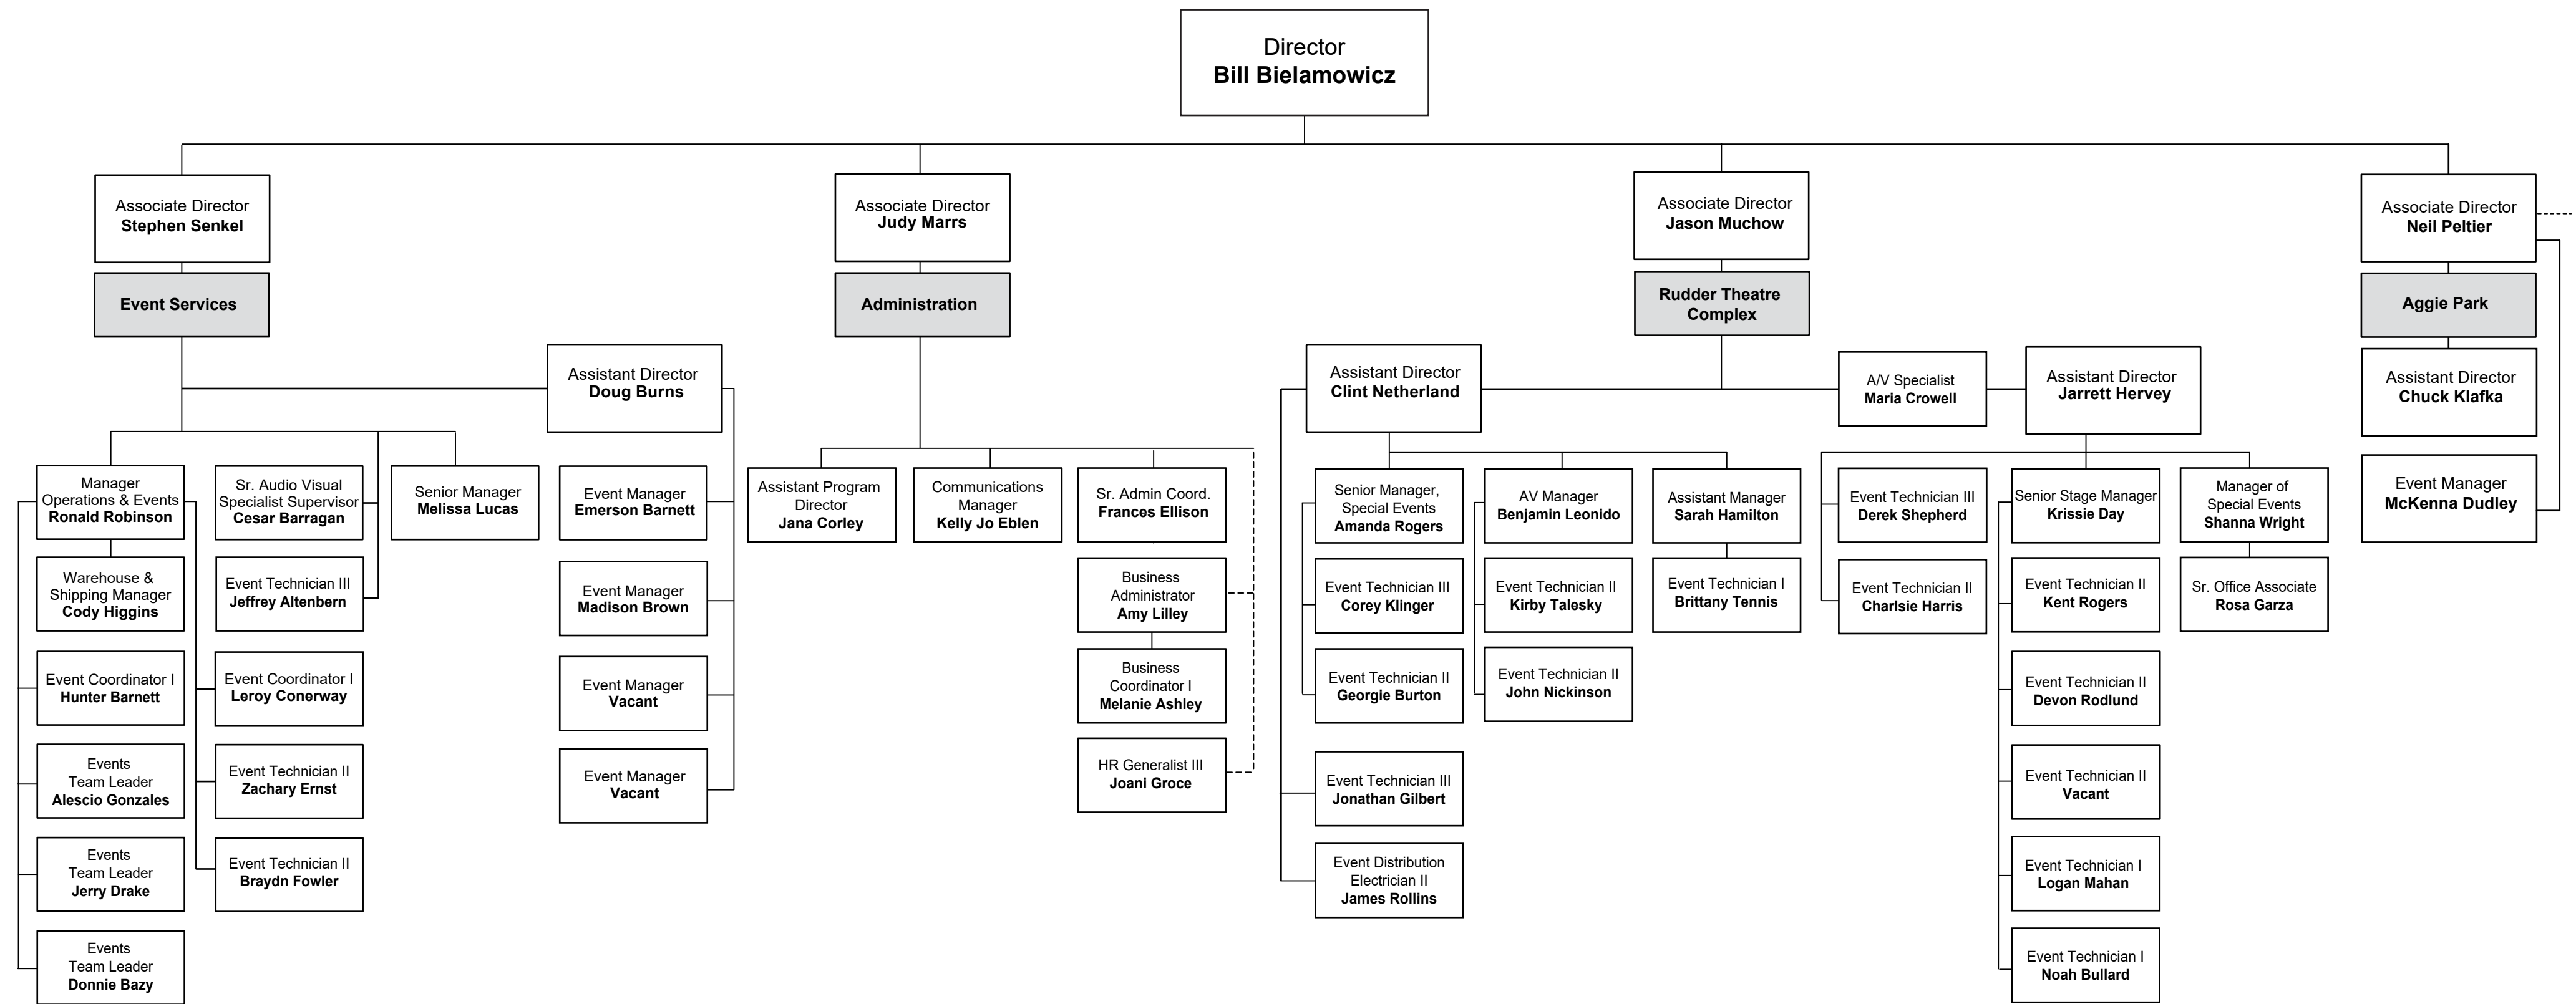 Director
Bill Bielamowicz
Associate Director
Stephen Senkel
Event Services
Associate Director
Judy Marrs
Administration
Associate Director
Jason Muchow
Rudder Theatre
Complex
Associate Director
Neil Peltier
Aggie Park
Assistant Director
Doug Burns
Assistant Director
Clint Netherland
A/V Specialist
Maria Crowell
Assistant Director
Jarrett Hervey
Assistant Director
Chuck Klafka
Event Manager
McKenna Dudley
Manager
Operations & Events
Ronald Robinson
Warehouse &
Shipping Manager
Cody Higgins
Event Coordinator I
Hunter Barnett
Events
Team Leader
Alescio Gonzales
Events
Team Leader
Jerry Drake
Events
Team Leader
Donnie Bazy
Sr. Audio Visual
Specialist Supervisor
Cesar Barragan
Event Technician III
Jeffrey Altenbern
Event Coordinator I
Leroy Conerway
Event Technician II
Zachary Ernst
Event Technician II
Braydn Fowler
Senior Manager
Melissa Lucas
Event Manager
Emerson Barnett
Event Manager
Madison Brown
Event Manager
Vacant
Event Manager
Vacant
Assistant Program
Director
Jana Corley
Communications
Manager
Kelly Jo Eblen
Sr. Admin Coord.
Frances Ellison
Business
Administrator
Amy Lilley
Business
Coordinator I
Melanie Ashley
HR Generalist III
Joani Groce
Senior Manager,
Special Events
Amanda Rogers
Event Technician III
Corey Klinger
Event Technician II
Georgie Burton
Event Technician III
Jonathan Gilbert
Event Distribution
Electrician II
James Rollins
AV Manager
Benjamin Leonido
Event Technician II
Kirby Talesky
Event Technician II
John Nickinson
Assistant Manager
Sarah Hamilton
Event Technician I
Brittany Tennis
Event Technician III
Derek Shepherd
Event Technician II
Charlsie Harris
Senior Stage Manager
Krissie Day
Event Technician II
Kent Rogers
Event Technician II
Devon Rodlund
Event Technician II
Vacant
Event Technician I
Logan Mahan
Event Technician I
Noah Bullard
Manager of
Special Events
Shanna Wright
Sr. Office Associate
Rosa Garza